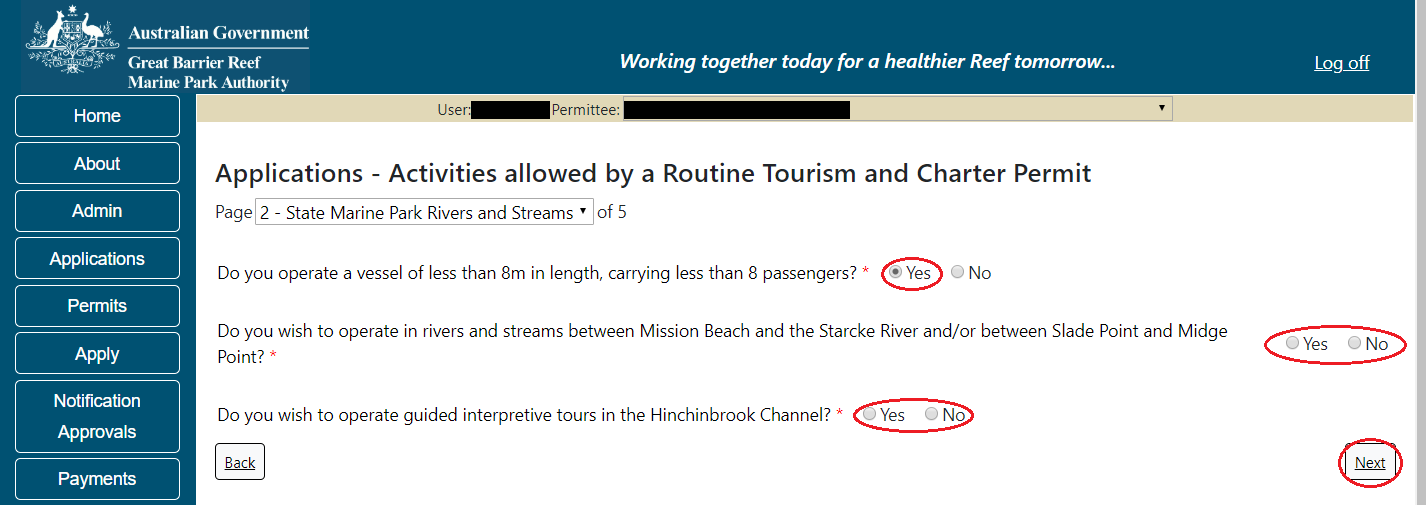 Australian Government
Great Barrier Reef
Marine Park Authority
Working together today for a healthier Reef tomorrow...
Log off
Home
About
Admin
Applications
Permits
Apply
Notification
Approvals
Payments
User: Permittee:
Applications - Activities allowed by a Routine Tourism and Charter Permit
Page 2 - State Marine Park Rivers and Streams of 5
Do you operate a vessel of less than 8m in length, carrying less than 8 passengers? * Yes No
Do you wish to operate in rivers and streams between Mission Beach and the Starcke River and/or between Slade Point and Midge
Point? * Yes No
Do you wish to operate guided interpretive tours in the Hinchinbrook Channel? * Yes No
Back Next